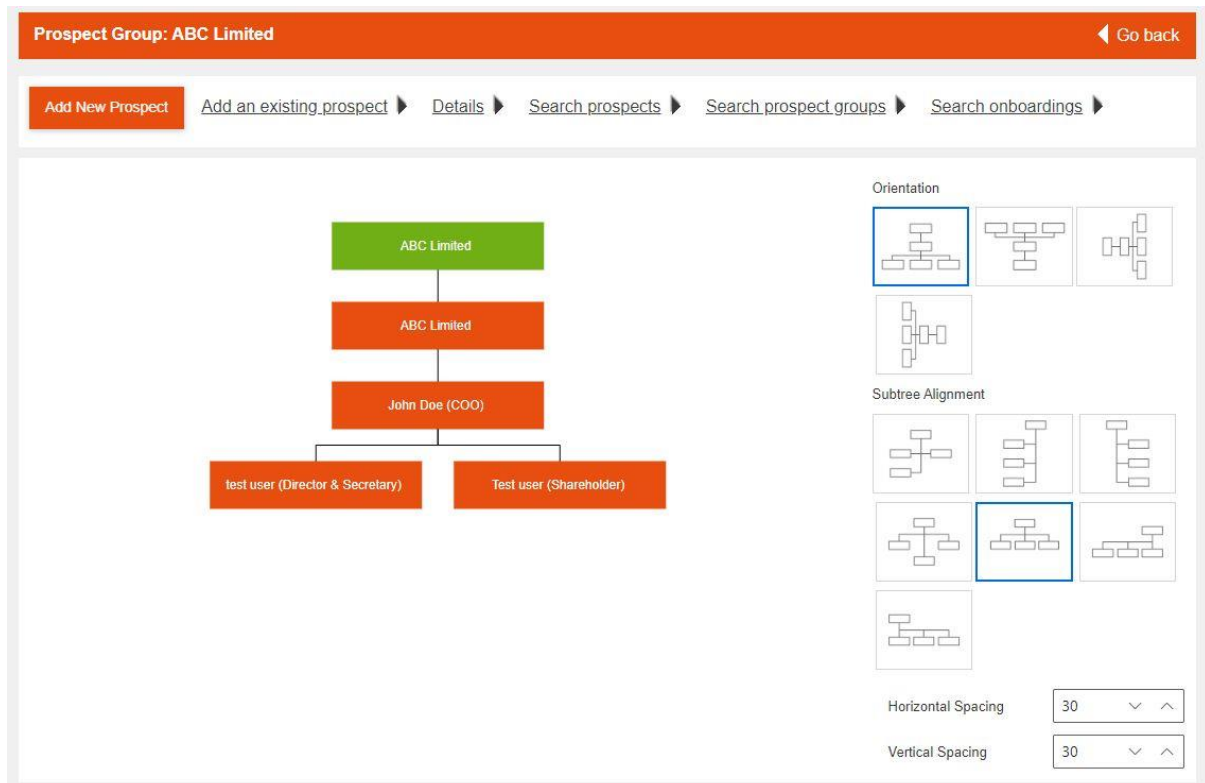 Prospect Group: ABC Limited
Go back
Add New Prospect
Add an existing prospect
Details
Search prospects
Search prospect groups
Search onboardings
Orientation
ABC Limited
ABC Limited
John Doe (COO)
Subtree Alignment
test user (Director & Secretary)
Test user (Shareholder)
Horizontal Spacing
30
Vertical Spacing
30